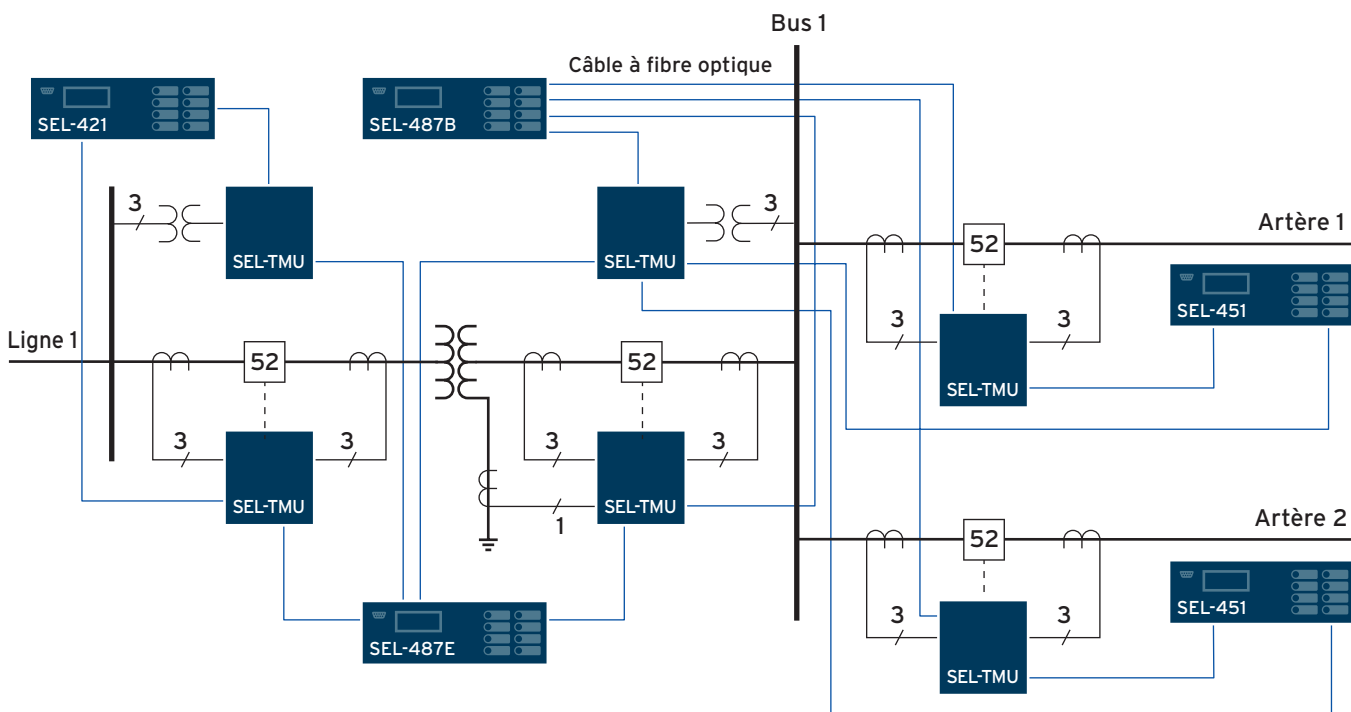 Bus 1
Câble à fibre optique
SEL-421
SEL-487B
3
3
SEL-TMU
SEL-TMU
52
Artère 1
SEL-451
3
3
SEL-TMU
Ligne 1
52
52
3
3
3
3
SEL-TMU
SEL-TMU
1
52
Artère 2
SEL-451
3
3
SEL-TMU
SEL-487E